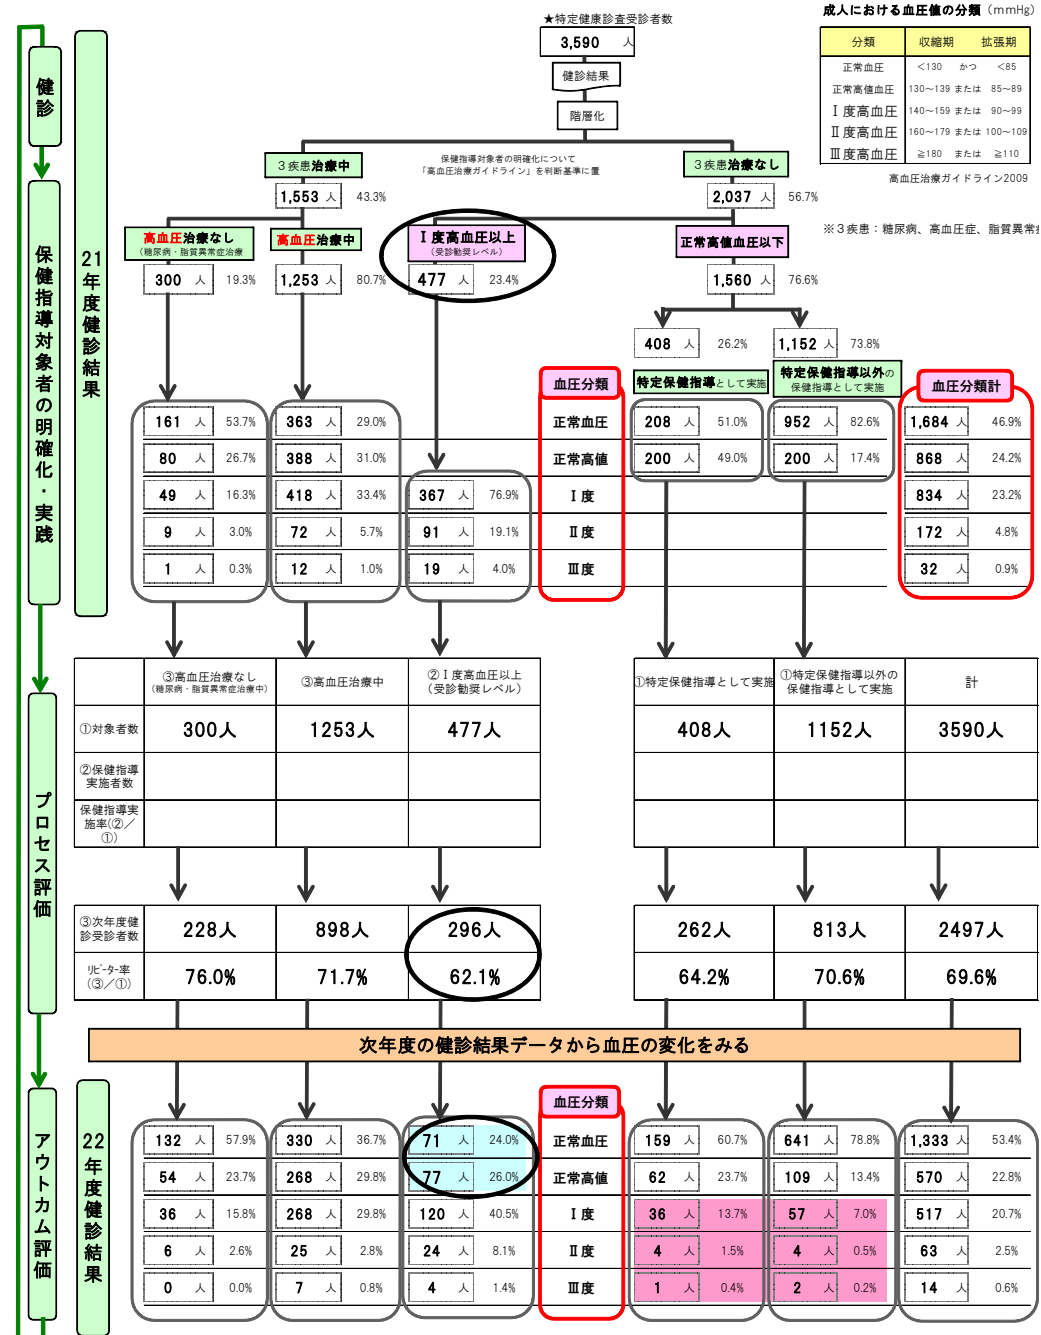 ★特定健康診査受診者数
3,590 人
健診結果
階層化
成人における血圧値の分類（mmHg)
分類 収縮期 拡張期
正常血圧 <130 かつ <85
正常高値血圧 130～139 または 85～89
Ⅰ度高血圧 140～159 または 90～99
Ⅱ度高血圧 160～179 または 100～109
Ⅲ度高血圧 ≧180 または ≧110
高血圧治療ガイドライン2009
※３疾患：糖尿病、高血圧症、脂質異常
健診
保健指導対象者の明確化・実践
プロセス評価
アウトカム評価
21年度健診結果
22年度健診結果
保健指導対象者の明確化について
「高血圧治療ガイドライン」を判断基準に置
３疾患治療中
1,553 人 43.3%
３疾患治療なし
2,037 人 56.7%
高血圧治療なし
（糖尿病・脂質異常症治療
300 人 19.3%
高血圧治療中
1,253 人 80.7%
Ⅰ度高血圧以上
（受診勧奨レベル）
477 人 23.4%
正常高値血圧以下
1,560 人 76.6%
408 人 26.2%
1,152 人 73.8%
特定保健指導として実施
特定保健指導以外の
保健指導として実施
血圧分類
血圧分類計
161 人 53.7% 363 人 29.0% 正常血圧 208 人 51.0% 952 人 82.6% 1,684 人 46.9%
80 人 26.7% 388 人 31.0% 正常高値 200 人 49.0% 200 人 17.4% 868 人 24.2%
49 人 16.3% 418 人 33.4% 367 人 76.9% Ⅰ度 834 人 23.2%
9 人 3.0% 72 人 5.7% 91 人 19.1% Ⅱ度 172 人 4.8%
1 人 0.3% 12 人 1.0% 19 人 4.0% Ⅲ度 32 人 0.9%
③高血圧治療なし
（糖尿病・脂質異常症治療中）
③高血圧治療中
②Ⅰ度高血圧以上
（受診勧奨レベル）
①特定保健指導として実施
①特定保健指導以外の
保健指導として実施
計
①対象者数 300人 1253人 477人 408人 1152人 3590人
②保健指導
実施者数
保健指導実
施率(②／
①)
③次年度健
診受診者数
228人 898人 296人 262人 813人 2497人
ﾘﾋﾟｰﾀｰ率
（③／①）
76.0% 71.7% 62.1% 64.2% 70.6% 69.6%
次年度の健診結果データから血圧の変化をみる
血圧分類
132 人 57.9% 330 人 36.7% 71 人 24.0% 正常血圧 159 人 60.7% 641 人 78.8% 1,333 人 53.4%
54 人 23.7% 268 人 29.8% 77 人 26.0% 正常高値 62 人 23.7% 109 人 13.4% 570 人 22.8%
36 人 15.8% 268 人 29.8% 120 人 40.5% Ⅰ度 36 人 13.7% 57 人 7.0% 517 人 20.7%
6 人 2.6% 25 人 2.8% 24 人 8.1% Ⅱ度 4 人 1.5% 4 人 0.5% 63 人 2.5%
0 人 0.0% 7 人 0.8% 4 人 1.4% Ⅲ度 1 人 0.4% 2 人 0.2% 14 人 0.6%